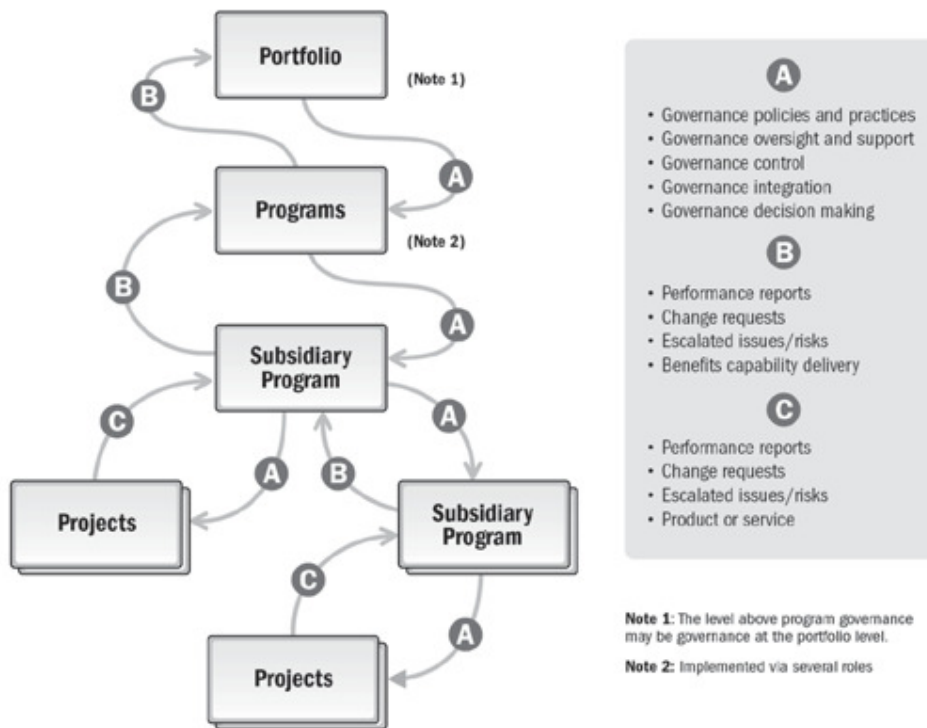 Portfolio
(Note 1)
B
A
Programs
(Note 2)
B
A
Subsidiary
Program
C
A
A
B
Projects
Subsidiary
Program
C
A
Projects
A
• Governance policies and practices
• Governance oversight and support
• Governance control
• Governance integration
• Governance decision making
B
• Performance reports
• Change requests
• Escalated issues/risks
• Benefits capability delivery
C
• Performance reports
• Change requests
• Escalated issues/risks
• Product or service
Note 1: The level above program governance
may be governance at the portfolio level.
Note 2: Implemented via several roles